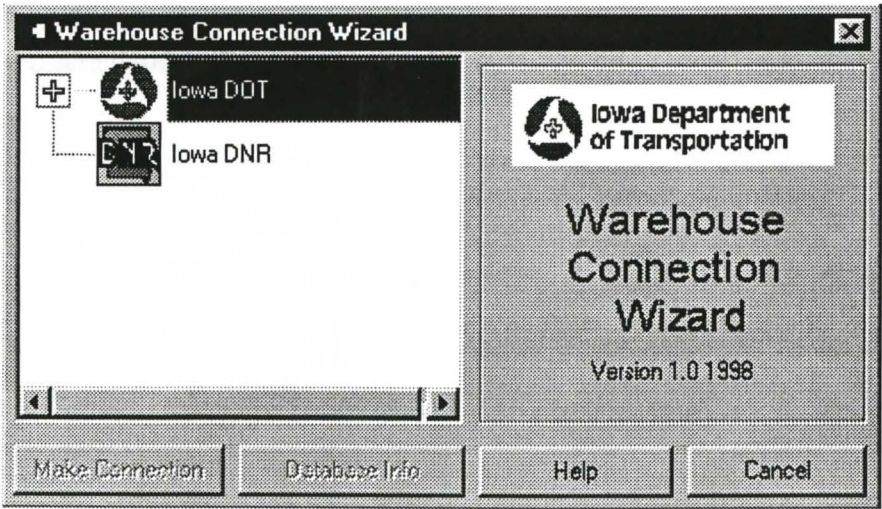 Warehouse Connection Wizard
Iowa DOT
DNR
Iowa DNR
Iowa Department
of Transportation
Warehouse
Connection
Wizard
Version 1.0 1998
Make Connection
Database Info
Help
Cancel